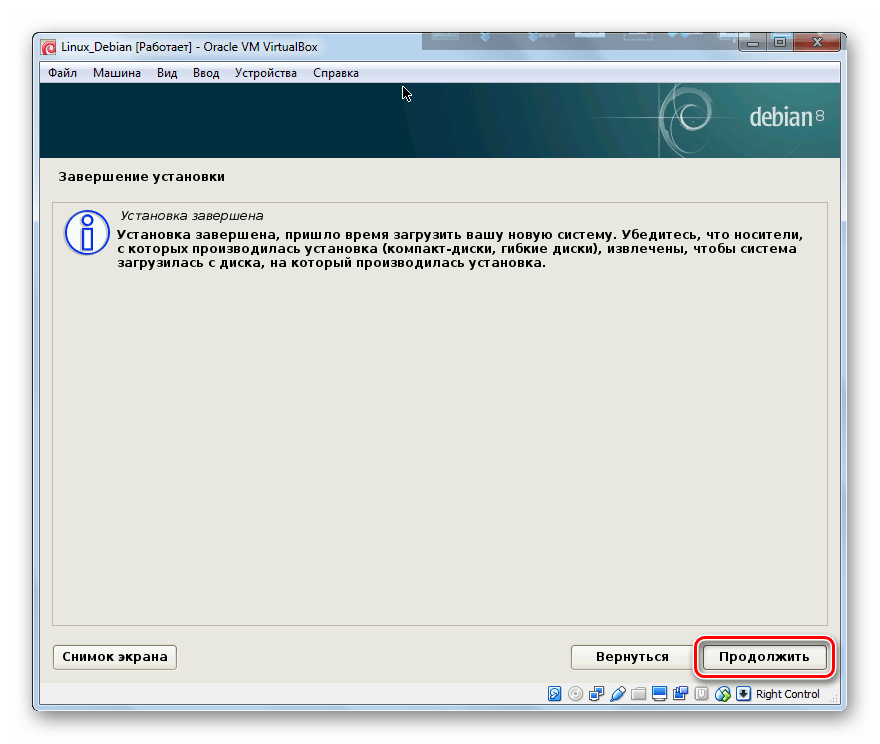 Linux_Debian [Работает] - Oracle VM VirtualBox
Файл Машина Вид Ввод Устройства Справка
debian 8
Завершение установки
Установка завершена
Установка завершена, пришло время загрузить вашу новую систему. Убедитесь, что носители,
с которых производилась установка (компакт-диски, гибкие диски), извлечены, чтобы система
загрузилась с диска, на который производилась установка.
Снимок экрана Вернуться Продолжить
Right Control